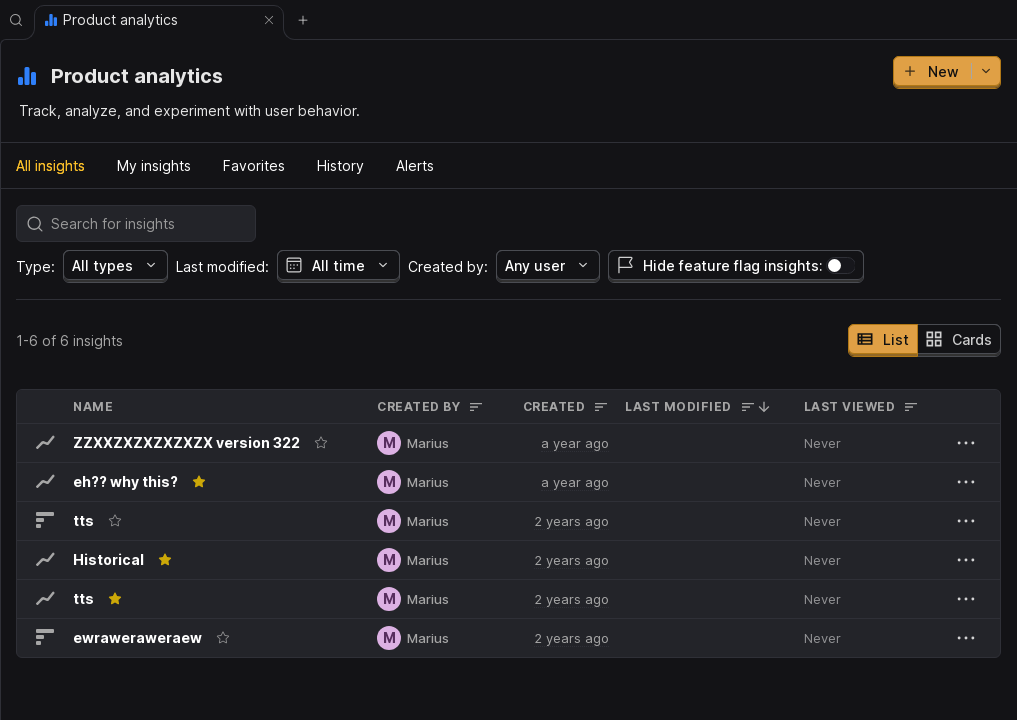 Product analytics
Product analytics
New
Track, analyze, and experiment with user behavior.
All insights My insights Favorites History Alerts
Search for insights
Type: All types Last modified: All time Created by: Any user Hide feature flag insights:
1-6 of 6 insights List Cards
NAME CREATED BY CREATED LAST MODIFIED LAST VIEWED
ZZXXZXZXZXZXZX version 322 M Marius a year ago Never
eh?? why this? M Marius a year ago Never
tts M Marius 2 years ago Never
Historical M Marius 2 years ago Never
tts M Marius 2 years ago Never
ewraweraweraew M Marius 2 years ago Never